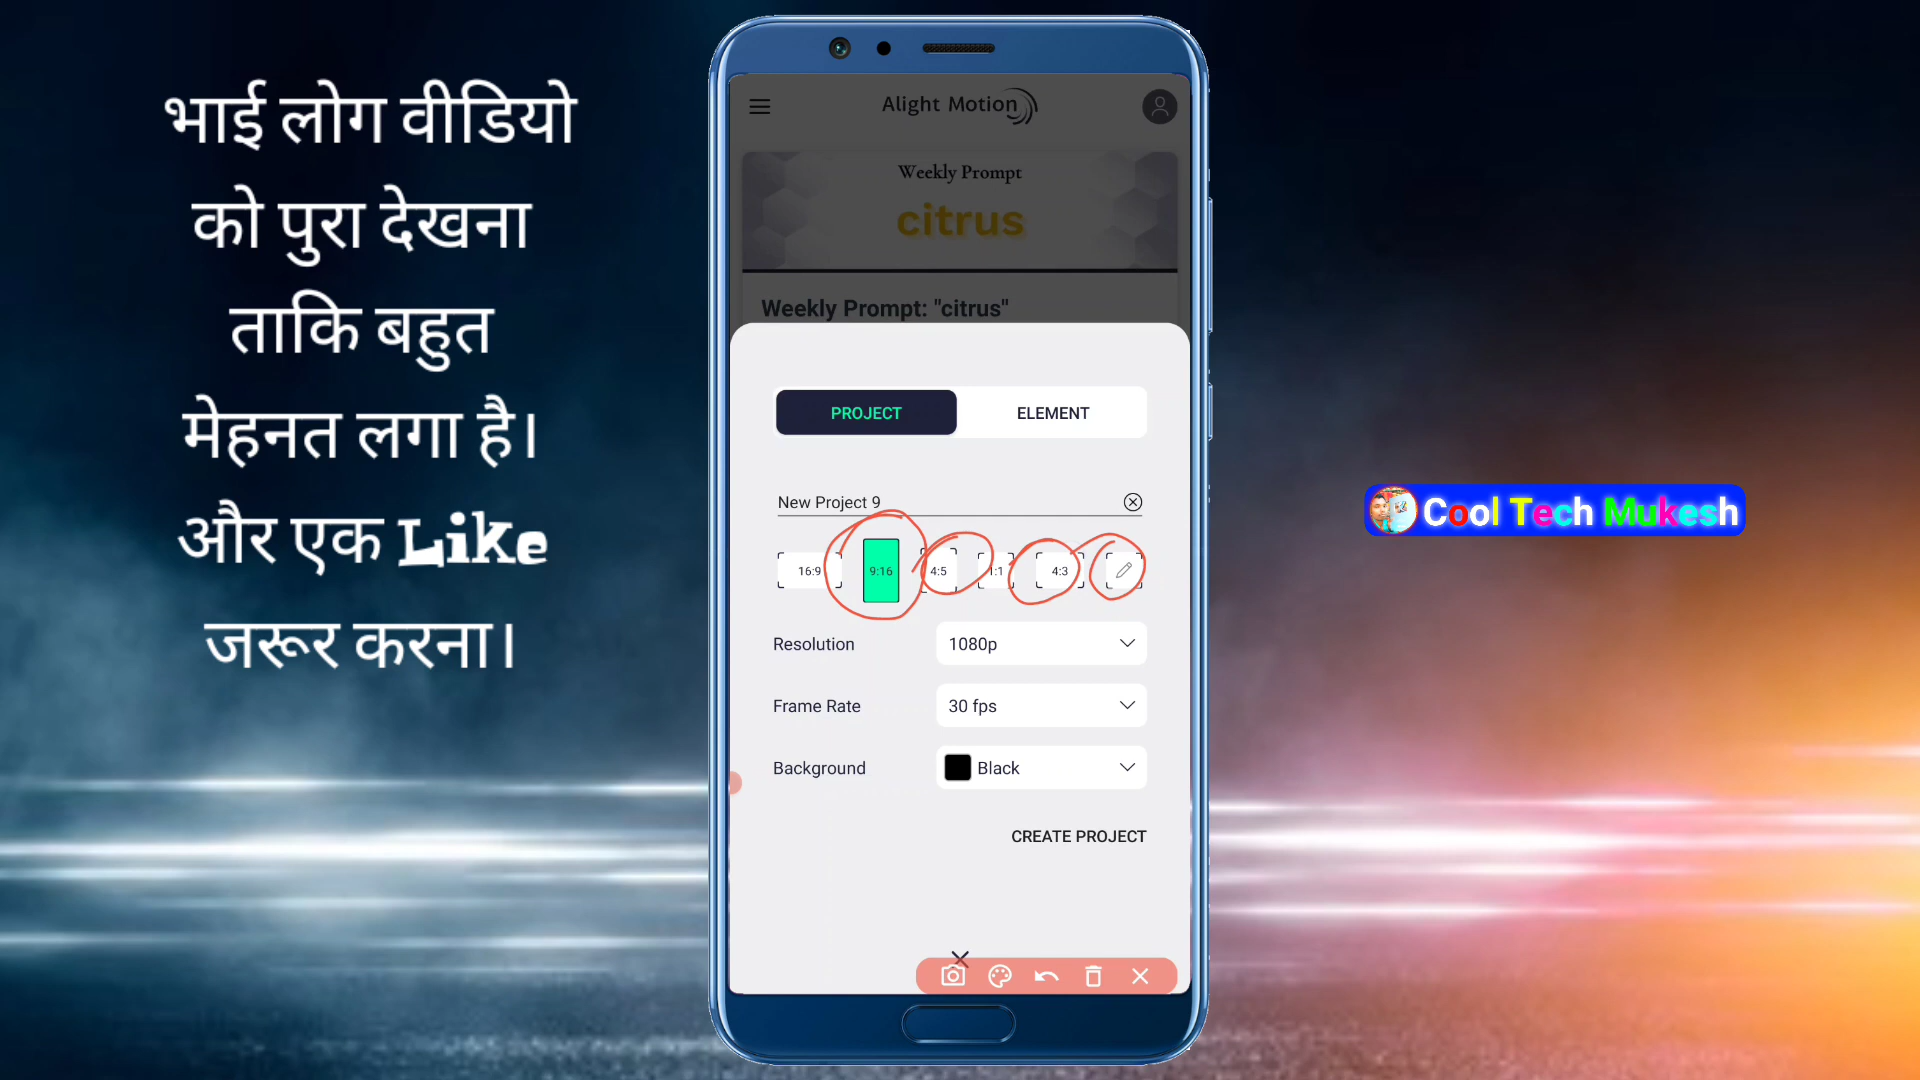 भाई लोग वीडियो
को पुरा देखना
ताकि बहुत
मेहनत लगा है।
और एक Like
जरूर करना।
Alight Motion
Weekly Prompt
citrus
Weekly Prompt: "citrus"
PROJECT ELEMENT
New Project 9
16:9 9:16 4:5 1:1 4:3
Resolution 1080p
Frame Rate 30 fps
Background Black
CREATE PROJECT
Cool Tech Mukesh